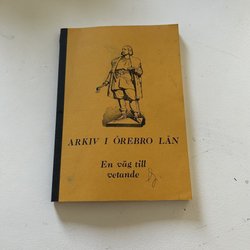 ARKIV I ÖREBRO LÄN
En väg till
vetande